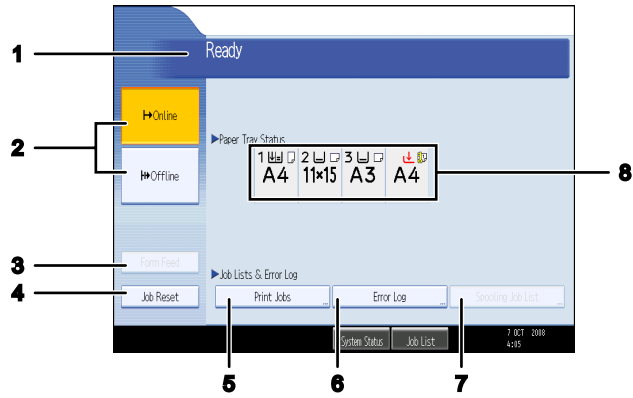 1
Ready
Online
2
Offline
▶Paper Tray Status
1 2 3
A4 11×15 A3 A4
8
3
Form Feed
4
Job Reset
▶Job Lists & Error Log
Print Jobs ...
Error Log ...
Spooling Job List ...
5
6
7
System Status
Job List
7 OCT 2008
4:05